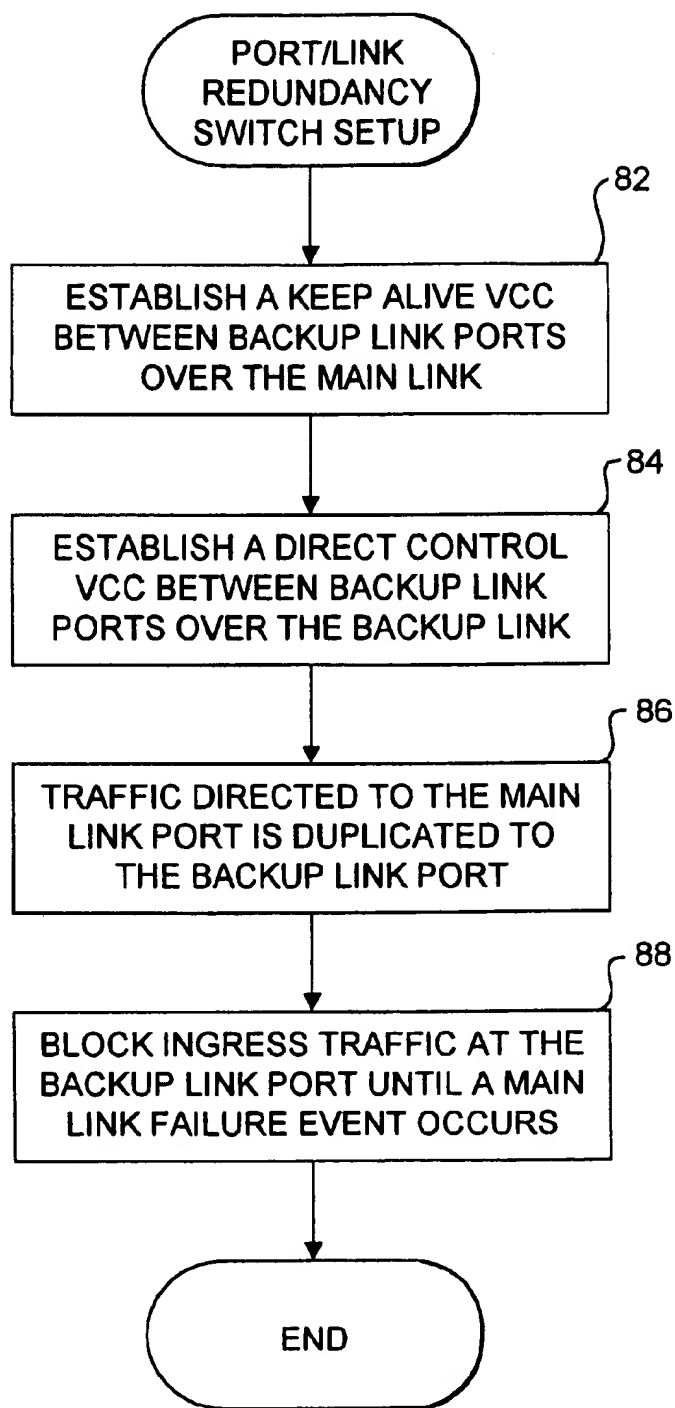 PORT/LINK
REDUNDANCY
SWITCH SETUP
82
ESTABLISH A KEEP ALIVE VCC
BETWEEN BACKUP LINK PORTS
OVER THE MAIN LINK
84
ESTABLISH A DIRECT CONTROL
VCC BETWEEN BACKUP LINK
PORTS OVER THE BACKUP LINK
86
TRAFFIC DIRECTED TO THE MAIN
LINK PORT IS DUPLICATED TO
THE BACKUP LINK PORT
88
BLOCK INGRESS TRAFFIC AT THE
BACKUP LINK PORT UNTIL A MAIN
LINK FAILURE EVENT OCCURS
END